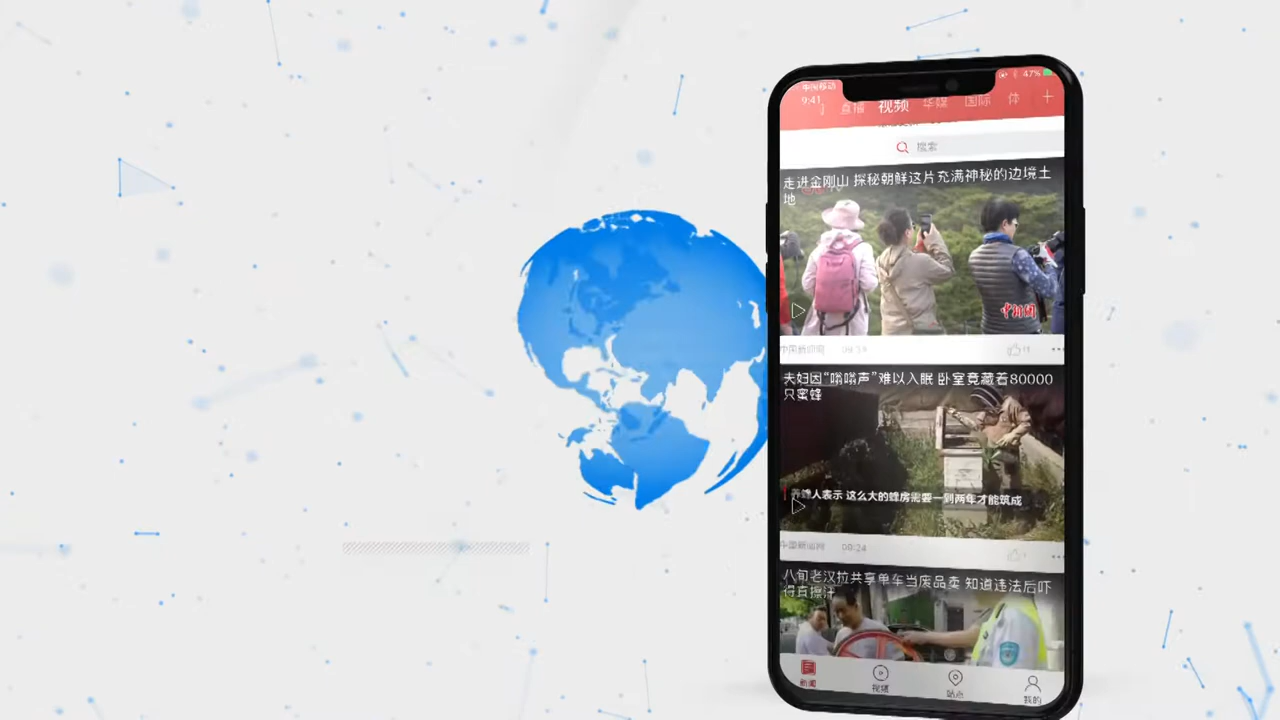 中国移动
47%
9:41
直播 视频 华媒 国际 体 +
搜索
走进金刚山 探秘朝鲜这片充满神秘的边境土
地
中新网
中国新闻网
夫妇因“嗡嗡声”难以入眠 卧室竟藏着80000
只蜜蜂
养蜂人表示 这么大的蜂房需要一到两年才能筑成
中国新闻网 00:24
八旬老汉拉共享单车当废品卖 知道违法后吓
得直擦汗
新闻 视频 站点 我的